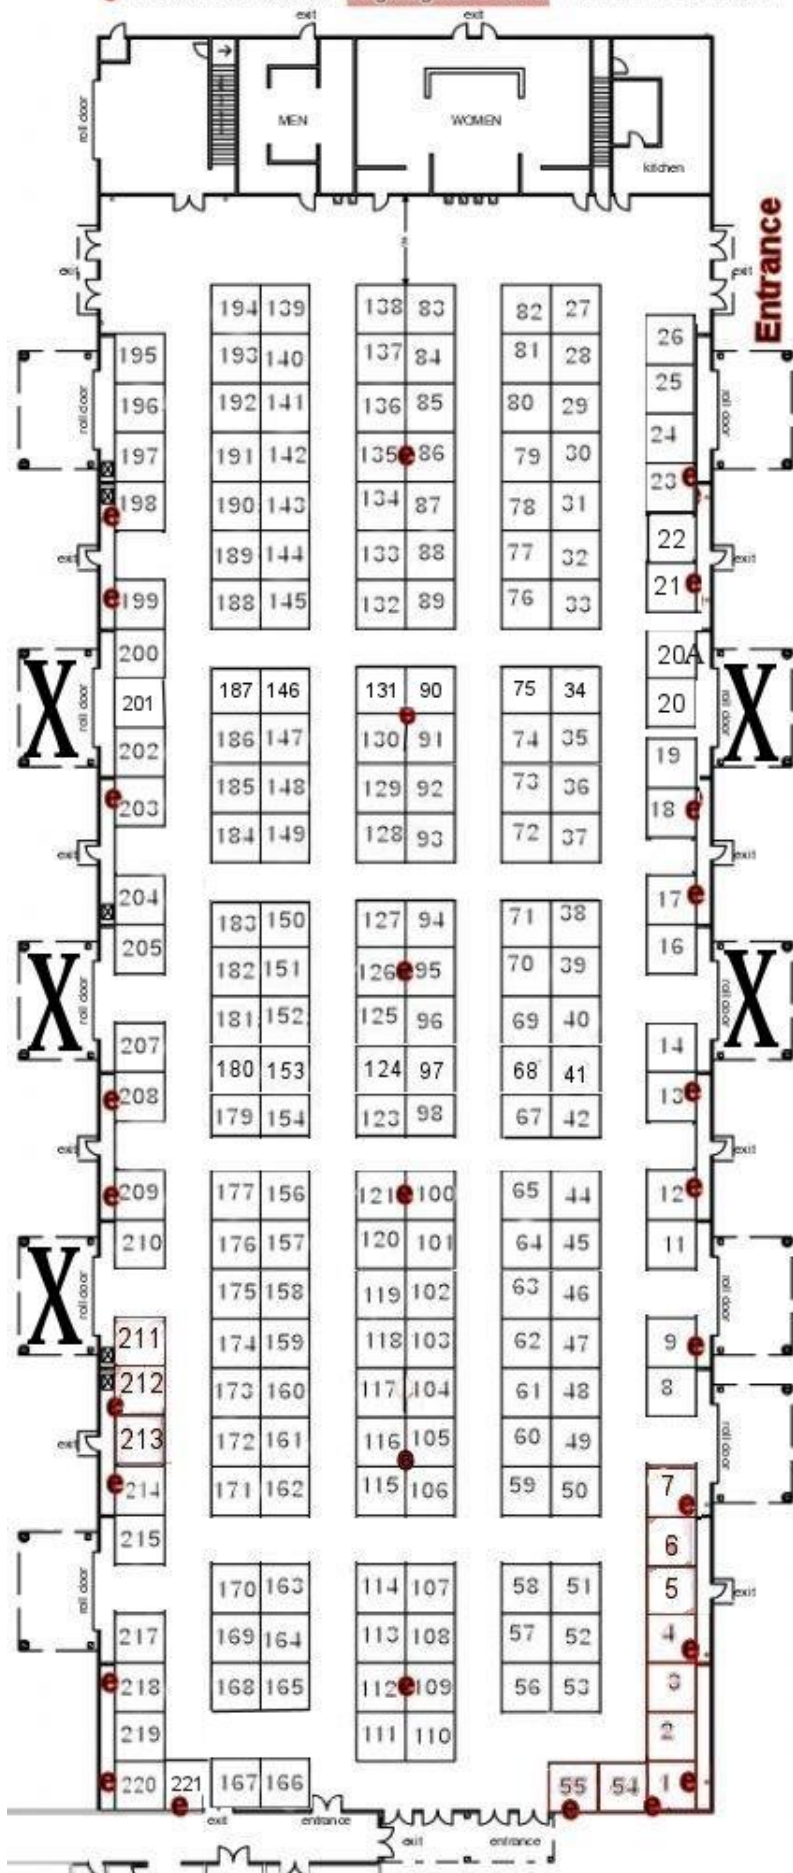 exit exit
roll door MEN WOMEN kitchen
exit exit Entrance
194 139 138 83 82 27
26
195 193 140 137 84 81 28
roll door 25 roll door
196 192 141 136 85 80 29
24
197 191 142 135 e 86 79 30
23 e
198 190 143 134 87 78 31
e
22
exit 189 144 133 88 77 32 exit
21 e
e 199 188 145 132 89 76 33
200 20A
X roll door 201 187 146 131 90 75 34 20 roll door X
e
202 186 147 130 91 74 35 19
e 203 185 148 129 92 73 36 18 e
184 149 128 93 72 37
exit exit
204 17 e
183 150 127 94 71 38
205 16
182 151 126 e 95 70 39
X roll door roll door X
181 152 125 96 69 40
207 14
180 153 124 97 68 41
e 208 13 e
179 154 123 98 67 42
exit exit
e 209 177 156 121 e 100 65 44 12 e
210 176 157 120 101 64 45 11
X roll door 175 158 119 102 63 46 roll door
211 174 159 118 103 62 47 9 e
212 173 160 117 104 61 48 8
e
exit 213 172 161 116 105 60 49 roll door
e
e 214 171 162 115 106 59 50 7
e
215 6
roll door 170 163 114 107 58 51 5 exit
217 169 164 113 108 57 52 4 e
e 218 168 165 112 e 109 56 53 3
219 111 110 2
e 220 221 167 166 55 54 1 e
e e e
exit entrance exit entrance